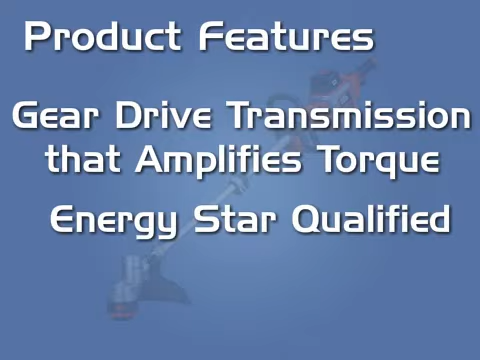 Product Features
Gear Drive Transmission
that Amplifies Torque
Energy Star Qualified